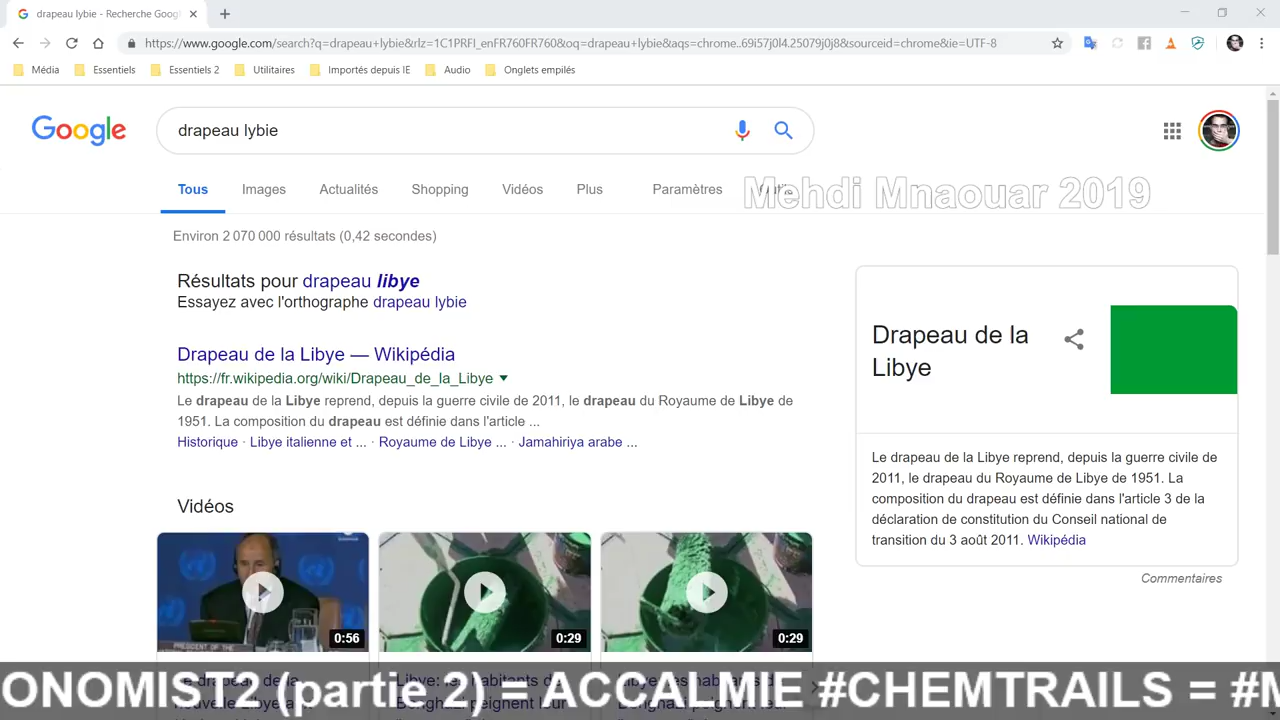 drapeau lybie - Recherche Goog
https://www.google.com/search?q=drapeau+lybie&rlz=1C1PRFI_enFR760FR760&oq=drapeau+lybie&aqs=chrome..69i57j0l4.25079j0j8&sourceid=chrome&ie=UTF-8
Média Essentiels Essentiels 2 Utilitaires Importés depuis IE Audio Onglets empilés
Google drapeau lybie
Tous Images Actualités Shopping Vidéos Plus Paramètres
Mehdi Mnaouar 2019
Environ 2 070 000 résultats (0,42 secondes)
Résultats pour drapeau libye
Essayez avec l'orthographe drapeau lybie
Drapeau de la Libye — Wikipédia
https://fr.wikipedia.org/wiki/Drapeau_de_la_Libye
Le drapeau de la Libye reprend, depuis la guerre civile de 2011, le drapeau du Royaume de Libye de
1951. La composition du drapeau est définie dans l'article ...
Historique · Libye italienne et ... · Royaume de Libye ... · Jamahiriya arabe ...
Drapeau de la
Libye
Le drapeau de la Libye reprend, depuis la guerre civile de
2011, le drapeau du Royaume de Libye de 1951. La
composition du drapeau est définie dans l'article 3 de la
déclaration de constitution du Conseil national de
transition du 3 août 2011. Wikipédia
Commentaires
Vidéos
PRESIDENT OF THE
0:56
0:29
0:29
ONOMIST2 (partie 2) = ACCALMIE #CHEMTRAILS = #M